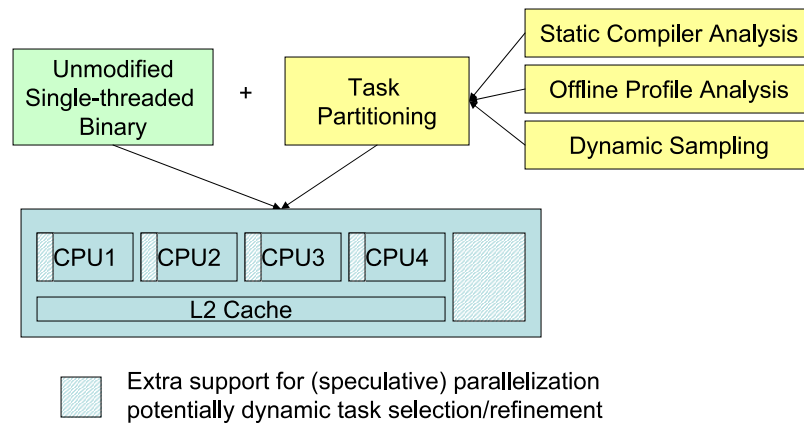 Unmodified
Single-threaded
Binary
+
Task
Partitioning
Static Compiler Analysis
Offline Profile Analysis
Dynamic Sampling
CPU1
CPU2
CPU3
CPU4
L2 Cache
Extra support for (speculative) parallelization
potentially dynamic task selection/refinement